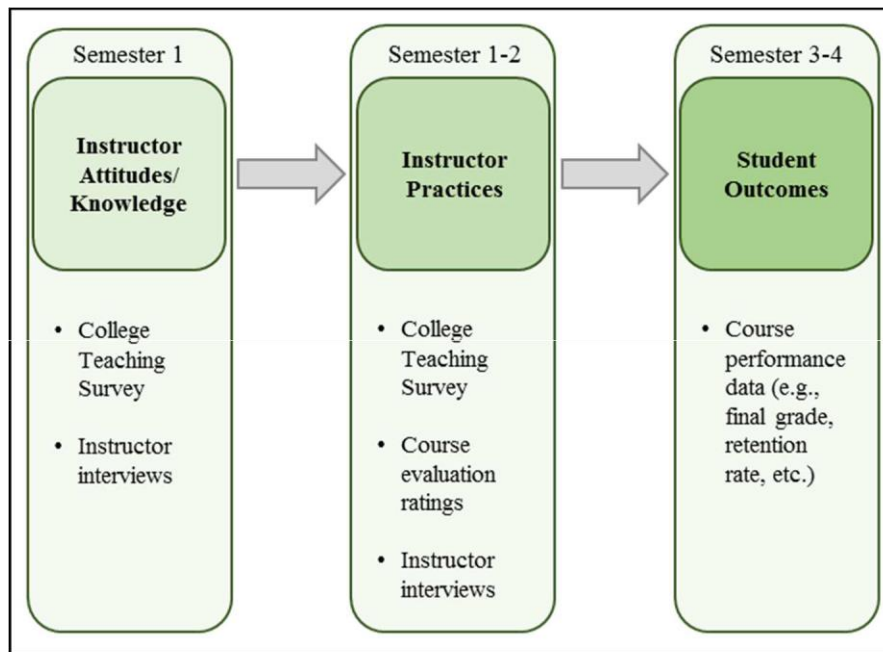 Semester 1
Instructor
Attitudes/
Knowledge
• College
Teaching
Survey
• Instructor
interviews
Semester 1-2
Instructor
Practices
• College
Teaching
Survey
• Course
evaluation
ratings
• Instructor
interviews
Semester 3-4
Student
Outcomes
• Course
performance
data (e.g.,
final grade,
retention
rate, etc.)